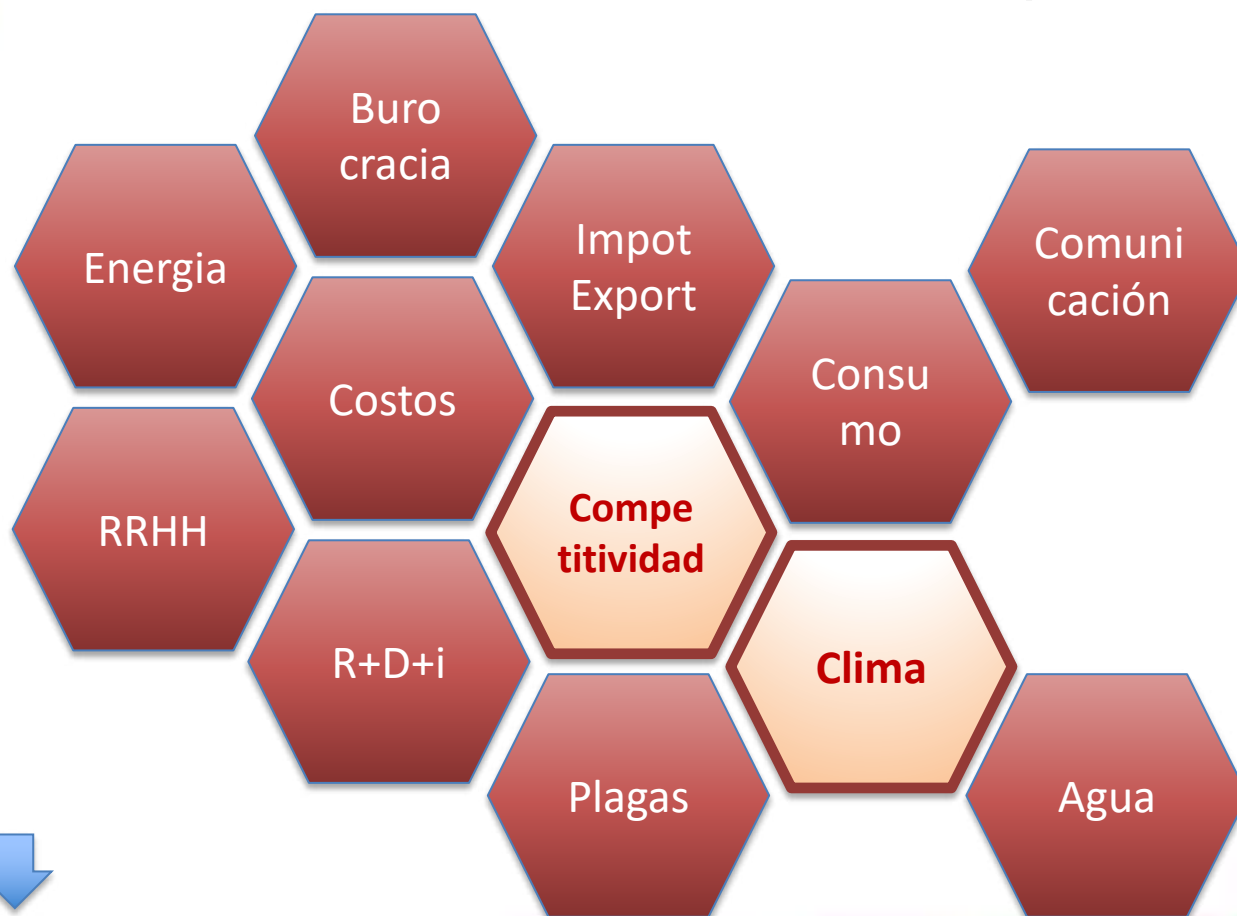 Buro
cracia
Energia
Impot
Export
Comuni
cación
Costos
Consu
mo
RRHH
Compe
titividad
R+D+i
Clima
Plagas
Agua